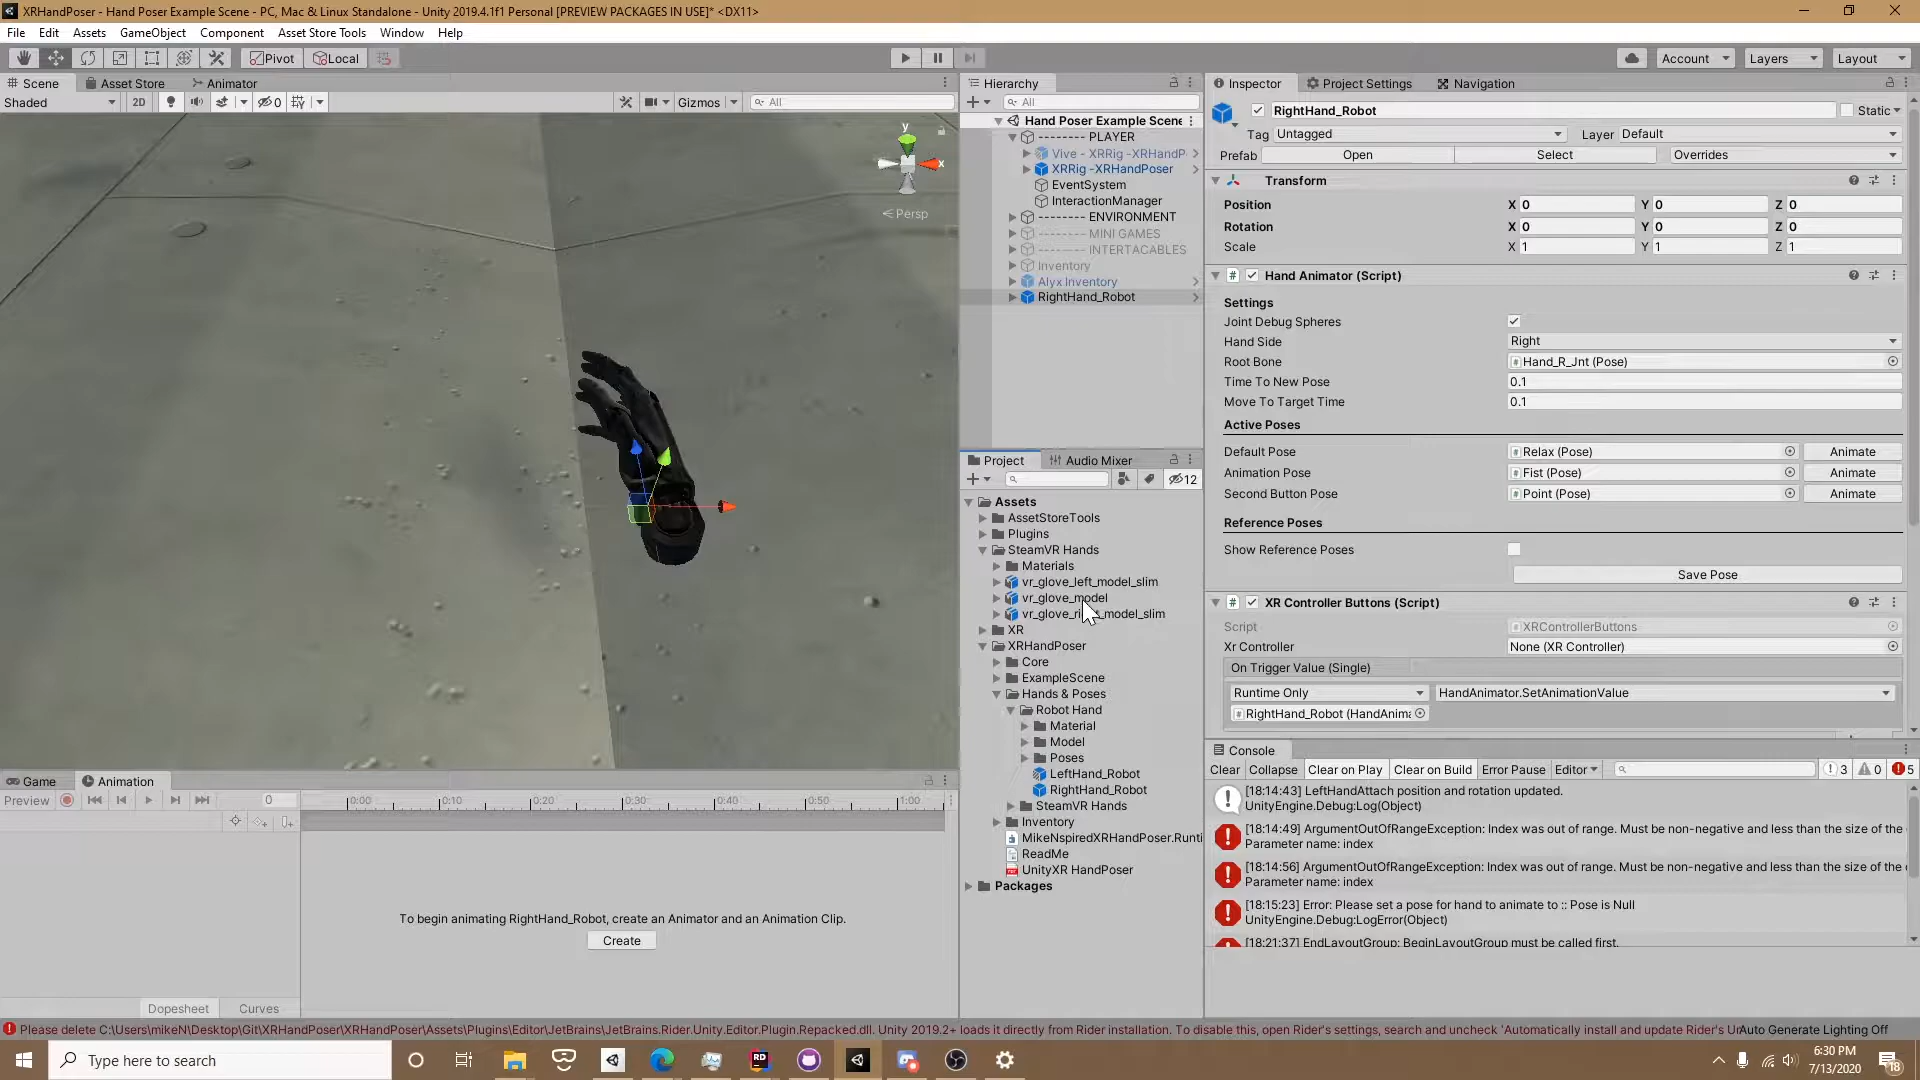 XRHandPoser - Hand Poser Example Scene - PC, Mac & Linux Standalone - Unity 2019.4.1f1 Personal [PREVIEW PACKAGES IN USE]* <DX11>
File Edit Assets GameObject Component Asset Store Tools Window Help
Pivot Local Account Layers Layout
Scene Asset Store Animator
Shaded 2D 0 Gizmos All
y
x
Persp
Hierarchy
All
Hand Poser Example Scene
-------- PLAYER
Vive - XRRig -XRHandP
XRRig -XRHandPoser
EventSystem
InteractionManager
-------- ENVIRONMENT
-------- MINI GAMES
-------- INTERTACABLES
Inventory
Alyx Inventory
RightHand_Robot
Project Audio Mixer
12
Assets
AssetStoreTools
Plugins
SteamVR Hands
Materials
vr_glove_left_model_slim
vr_glove_model
vr_glove_right_model_slim
XR
XRHandPoser
Core
ExampleScene
Hands & Poses
Robot Hand
Material
Model
Poses
LeftHand_Robot
RightHand_Robot
SteamVR Hands
Inventory
MikeNspiredXRHandPoser.Runti
ReadMe
UnityXR HandPoser
Packages
Inspector Project Settings Navigation
RightHand_Robot Static
Tag Untagged Layer Default
Prefab Open Select Overrides
Transform
Position X 0 Y 0 Z 0
Rotation X 0 Y 0 Z 0
Scale X 1 Y 1 Z 1
Hand Animator (Script)
Settings
Joint Debug Spheres
Hand Side Right
Root Bone Hand_R_Jnt (Pose)
Time To New Pose 0.1
Move To Target Time 0.1
Active Poses
Default Pose Relax (Pose) Animate
Animation Pose Fist (Pose) Animate
Second Button Pose Point (Pose) Animate
Reference Poses
Show Reference Poses
Save Pose
XR Controller Buttons (Script)
Script XRControllerButtons
Xr Controller None (XR Controller)
On Trigger Value (Single)
Runtime Only HandAnimator.SetAnimationValue
RightHand_Robot (HandAnima
Console
Clear Collapse Clear on Play Clear on Build Error Pause Editor 3 0 5
[18:14:43] LeftHandAttach position and rotation updated.
UnityEngine.Debug:Log(Object)
[18:14:49] ArgumentOutOfRangeException: Index was out of range. Must be non-negative and less than the size of the
Parameter name: index
[18:14:56] ArgumentOutOfRangeException: Index was out of range. Must be non-negative and less than the size of the
Parameter name: index
[18:15:23] Error: Please set a pose for hand to animate to :: Pose is Null
UnityEngine.Debug:LogError(Object)
[18:21:37] EndLayoutGroup: BeginLayoutGroup must be called first.
Game Animation
Preview 0 0:00 0:10 0:20 0:30 0:40 0:50 1:00
To begin animating RightHand_Robot, create an Animator and an Animation Clip.
Create
Dopesheet Curves
Please delete C:\Users\mikeN\Desktop\Git\XRHandPoser\XRHandPoser\Assets\Plugins\Editor\JetBrains\JetBrains.Rider.Unity.Editor.Plugin.Repacked.dll. Unity 2019.2+ loads it directly from Rider installation. To disable this, open Rider's settings, search and uncheck 'Automatically install and update Rider's Ur
Auto Generate Lighting Off
Type here to search
RD
6:30 PM
7/13/2020
18